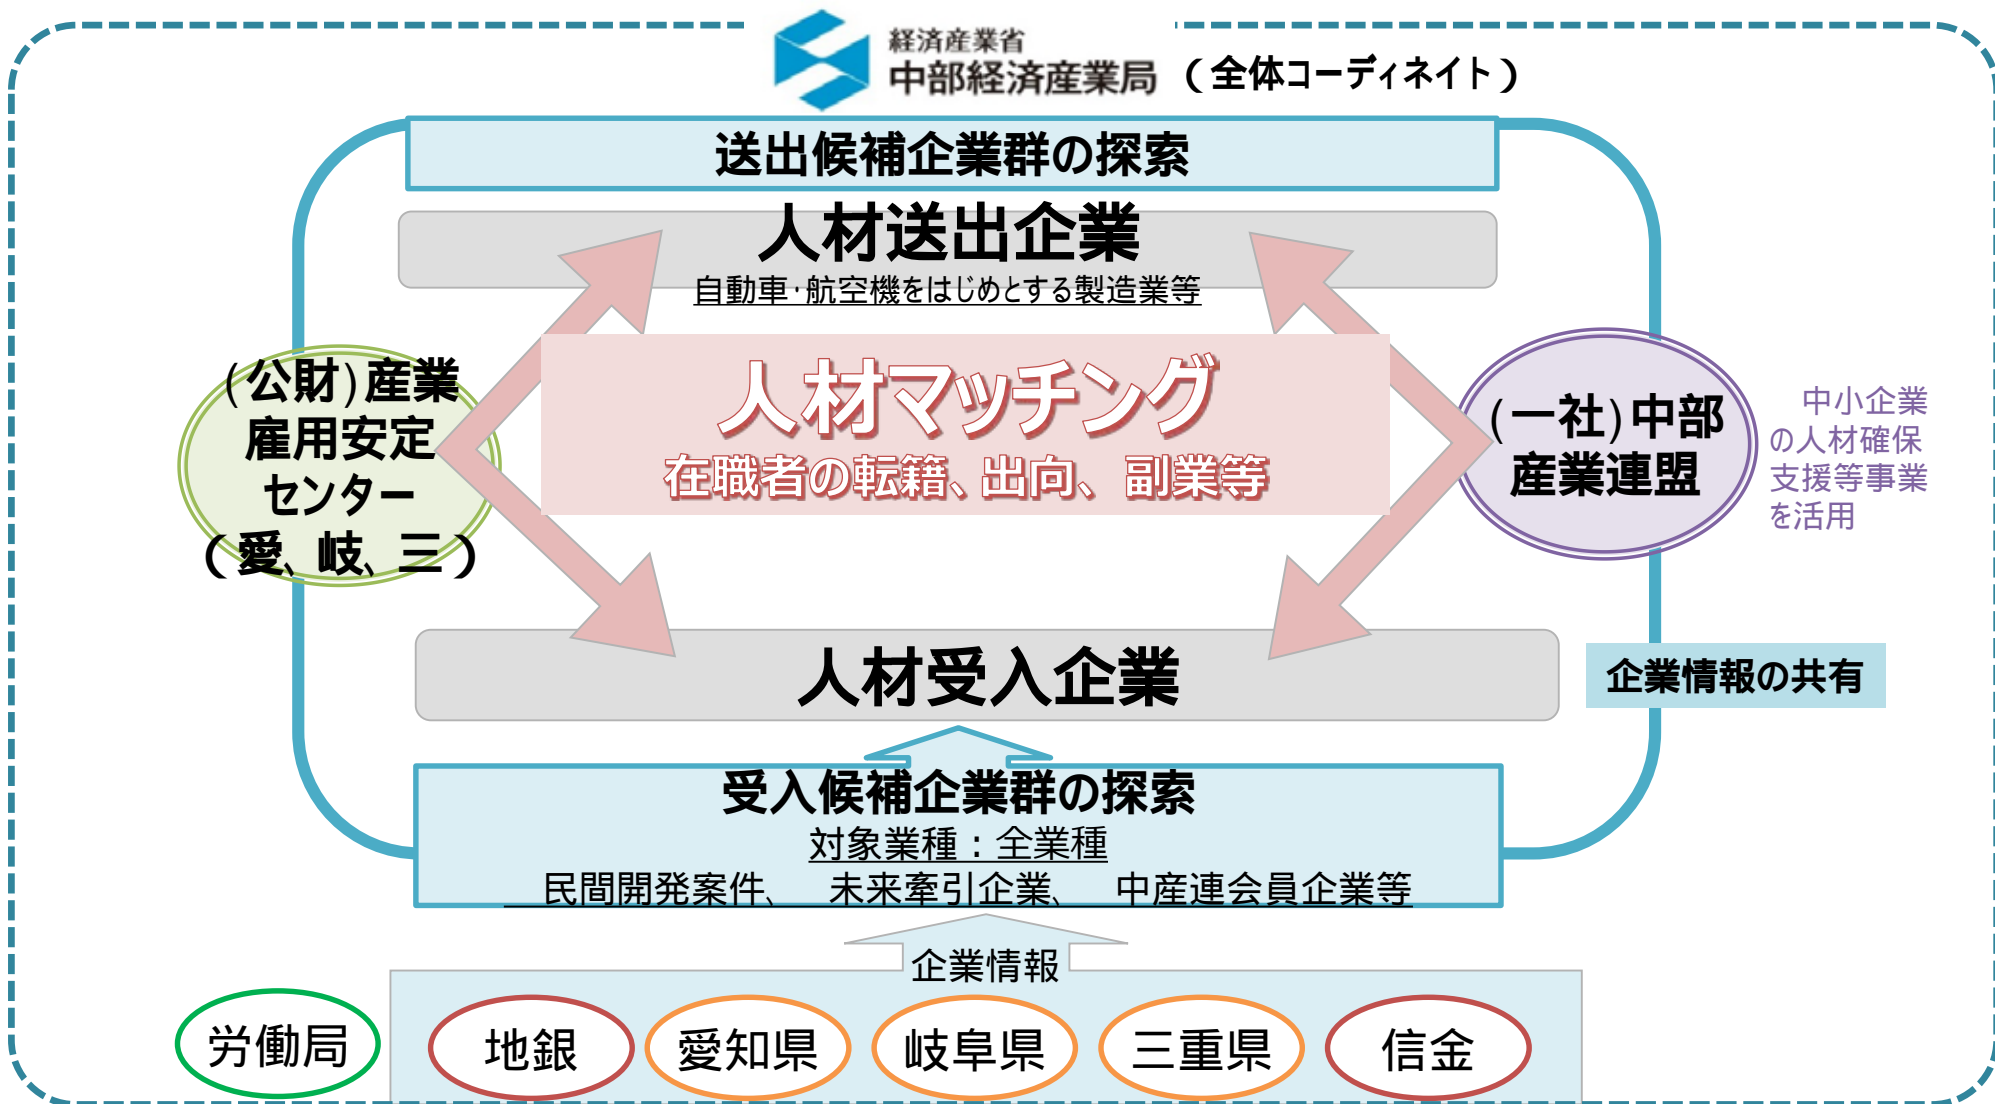 経済産業省
中部経済産業局
（全体コーディネイト）
送出候補企業群の探索
人材送出企業
自動車・航空機をはじめとする製造業等
(公財)産業
雇用安定
センター
（愛、岐、三）
人材マッチング
在職者の転籍、出向、副業等
(一社)中部
産業連盟
中小企業
の人材確保
支援等事業
を活用
人材受入企業
企業情報の共有
受入候補企業群の探索
対象業種：全業種
民間開発案件、　未来牽引企業、　中産連会員企業等
企業情報
労働局
地銀
愛知県
岐阜県
三重県
信金